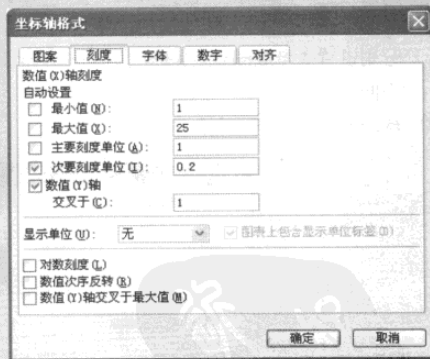 坐标轴格式
图案 刻度 字体 数字 对齐
数值(X)轴刻度
自动设置
最小值(N): 1
最大值(X): 25
主要刻度单位(A): 1
次要刻度单位(I): 0.2
数值(Y)轴
交叉于(C): 1
显示单位(U): 无 图表上包含显示单位标签(D)
对数刻度(L)
数值次序反转(R)
数值(Y)轴交叉于最大值(M)
确定 取消